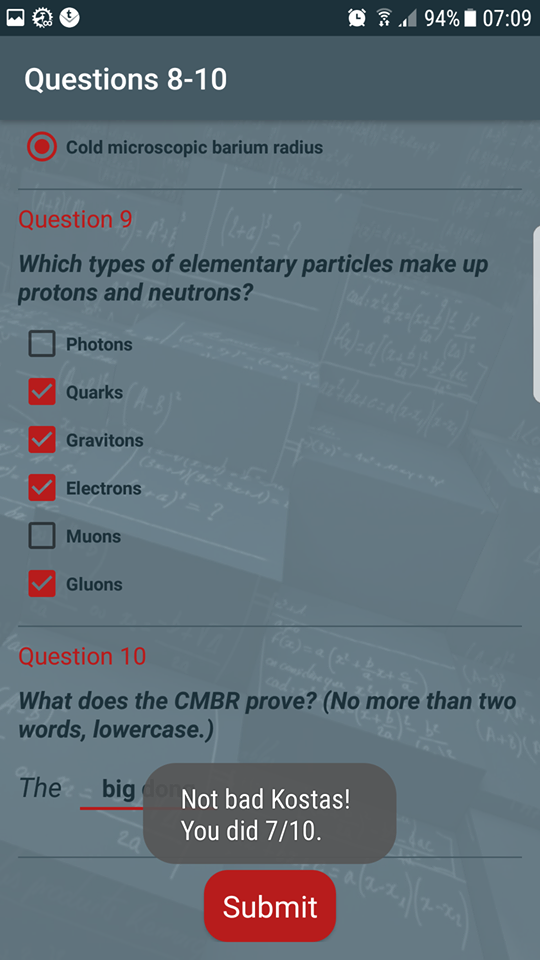 94% 07:09
Questions 8-10
Cold microscopic barium radius
Question 9
Which types of elementary particles make up
protons and neutrons?
Photons
Quarks
Gravitons
Electrons
Muons
Gluons
Question 10
What does the CMBR prove? (No more than two
words, lowercase.)
The big
Not bad Kostas!
You did 7/10.
Submit